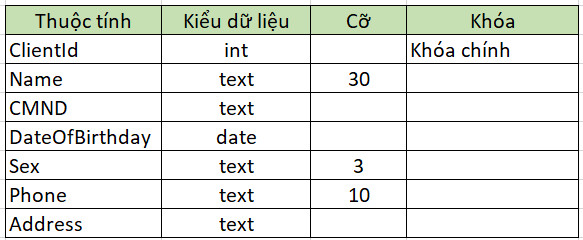 Thuộc tính Kiểu dữ liệu Cỡ Khóa
ClientId int Khóa chính
Name text 30
CMND text
DateOfBirthday date
Sex text 3
Phone text 10
Address text